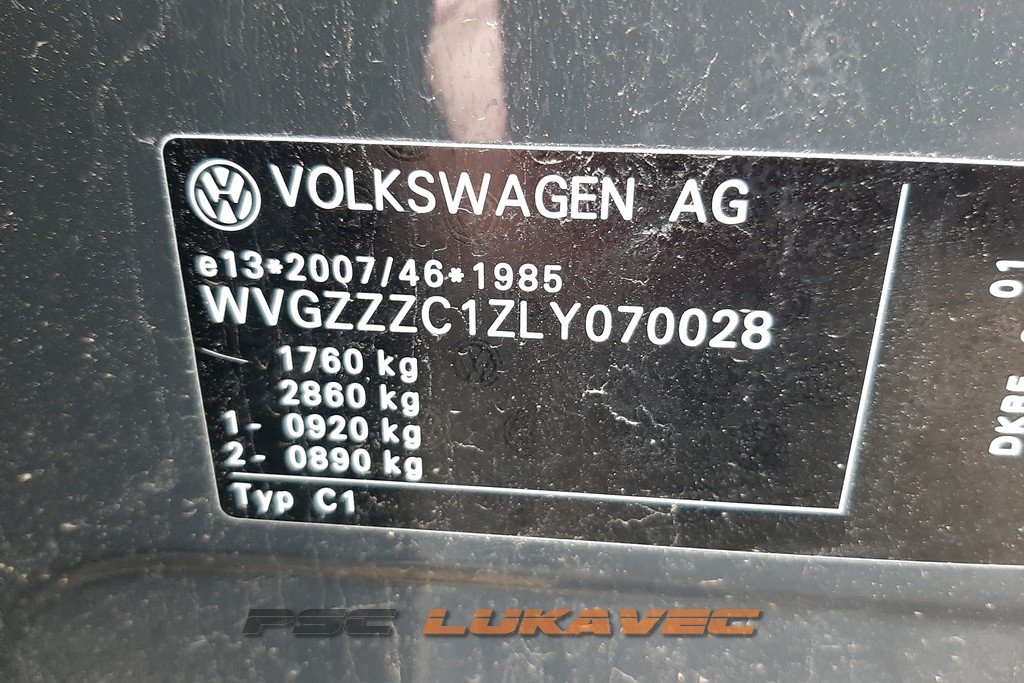 VOLKSWAGEN AG
e13*2007/46*1985
WVGZZZC1ZLY070028
1760 kg
2860 kg
1- 0920 kg
2- 0890 kg
Typ C1
01
PSC LUKAVEC